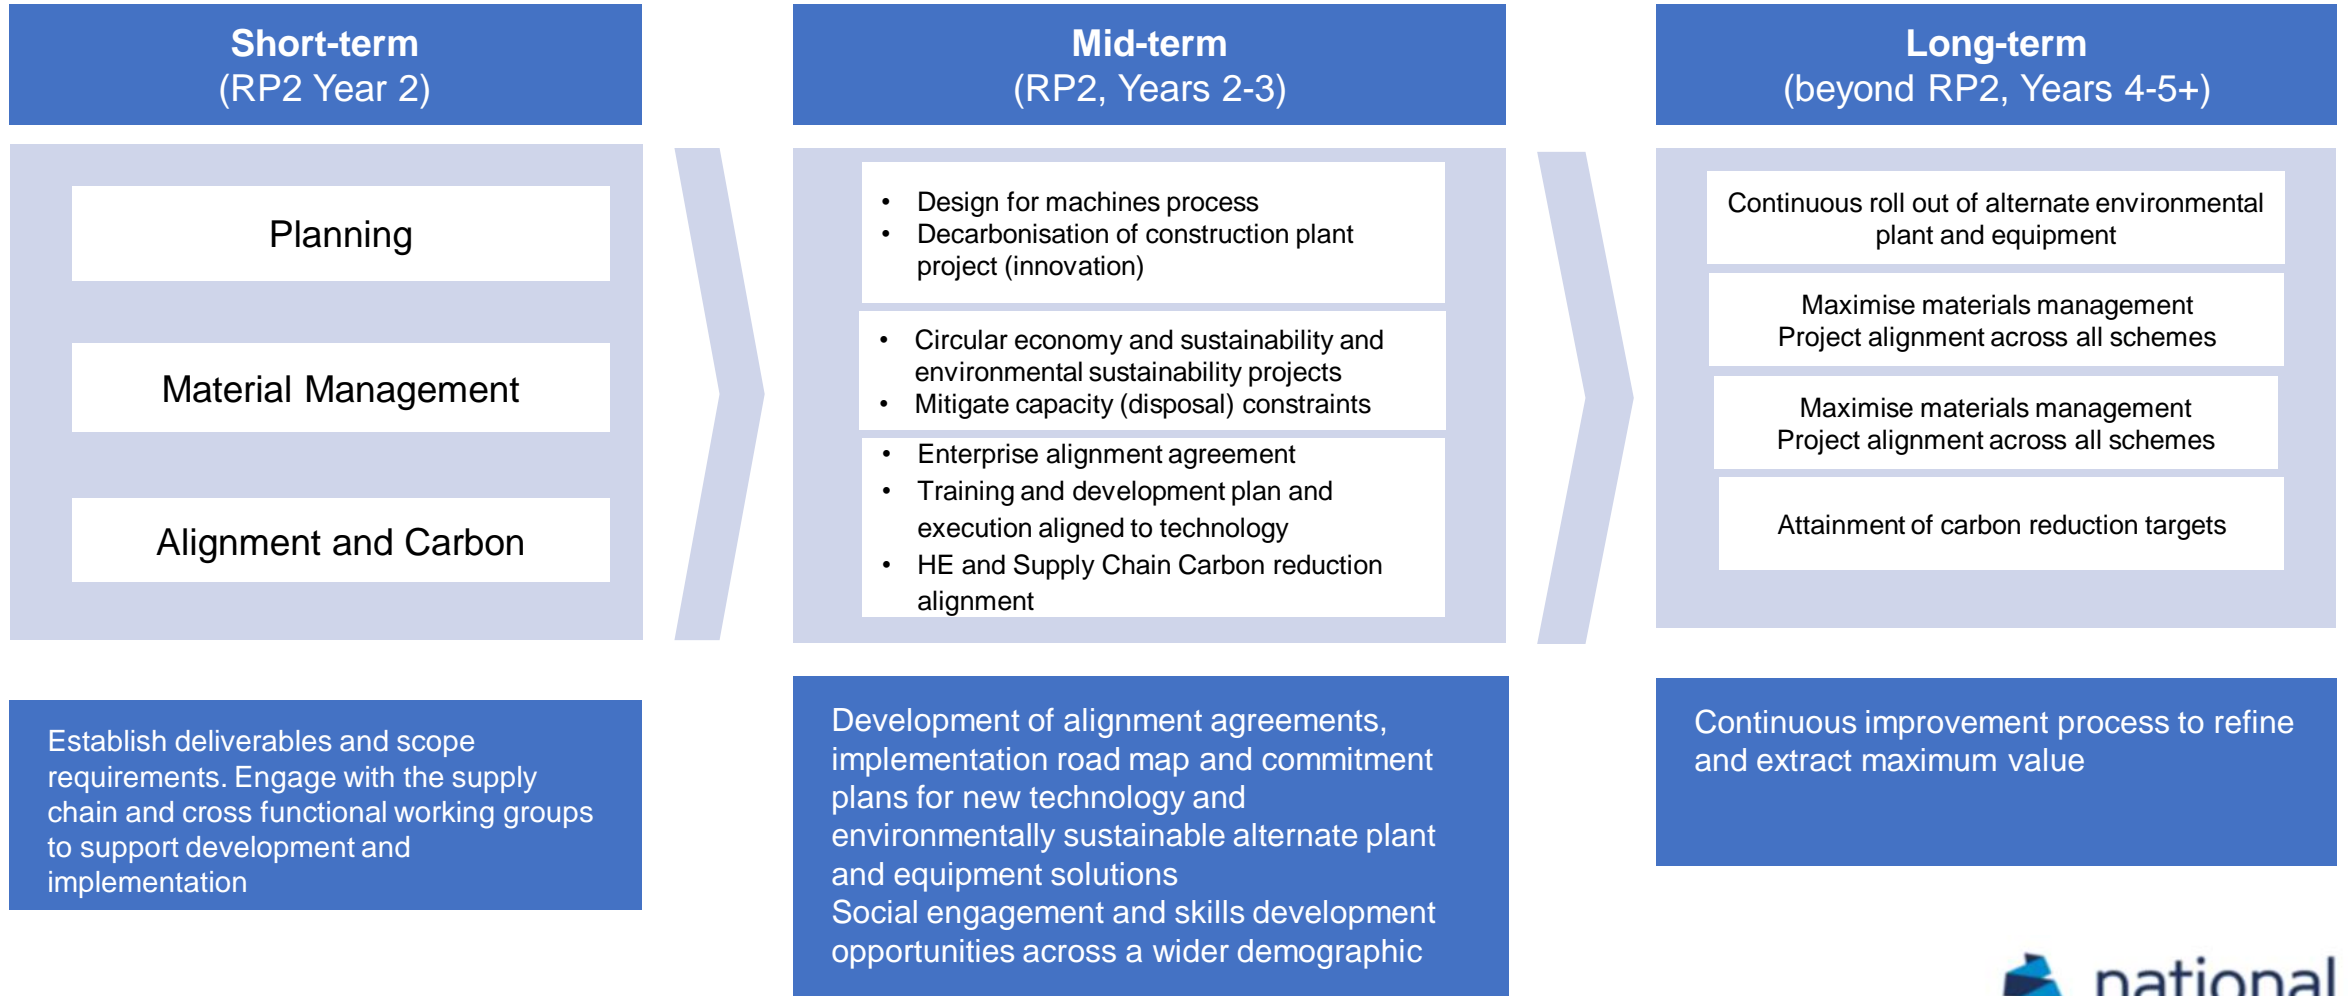 Short-term
(RP2 Year 2)
Planning
Material Management
Alignment and Carbon
Establish deliverables and scope
requirements. Engage with the supply
chain and cross functional working groups
to support development and
implementation
Mid-term
(RP2, Years 2-3)
• Design for machines process
• Decarbonisation of construction plant
project (innovation)
• Circular economy and sustainability and
environmental sustainability projects
• Mitigate capacity (disposal) constraints
• Enterprise alignment agreement
• Training and development plan and
execution aligned to technology
• HE and Supply Chain Carbon reduction
alignment
Development of alignment agreements,
implementation road map and commitment
plans for new technology and
environmentally sustainable alternate plant
and equipment solutions
Social engagement and skills development
opportunities across a wider demographic
Long-term
(beyond RP2, Years 4-5+)
Continuous roll out of alternate environmental
plant and equipment
Maximise materials management
Project alignment across all schemes
Maximise materials management
Project alignment across all schemes
Attainment of carbon reduction targets
Continuous improvement process to refine
and extract maximum value
national